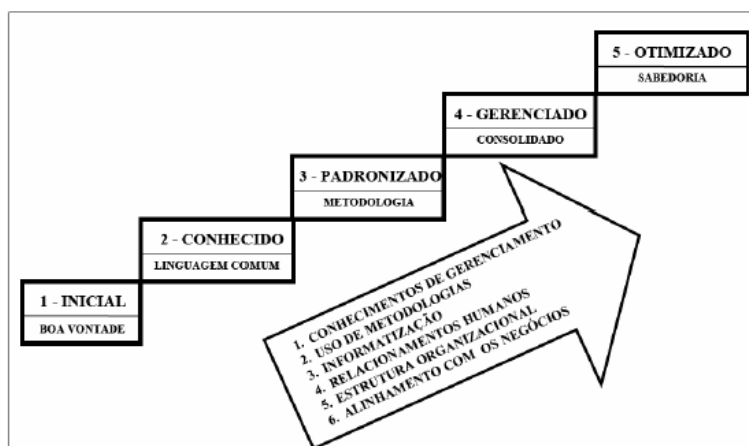 5 - OTIMIZADO
SABEDORIA
4 - GERENCIADO
CONSOLIDADO
3 - PADRONIZADO
METODOLOGIA
2 - CONHECIDO
LINGUAGEM COMUM
1 - INICIAL
BOA VONTADE
1. CONHECIMENTOS DE GERENCIAMENTO
2. USO DE METODOLOGIAS
3. INFORMATIZAÇÃO
4. RELACIONAMENTOS HUMANOS
5. ESTRUTURA ORGANIZACIONAL
6. ALINHAMENTO COM OS NEGÓCIOS